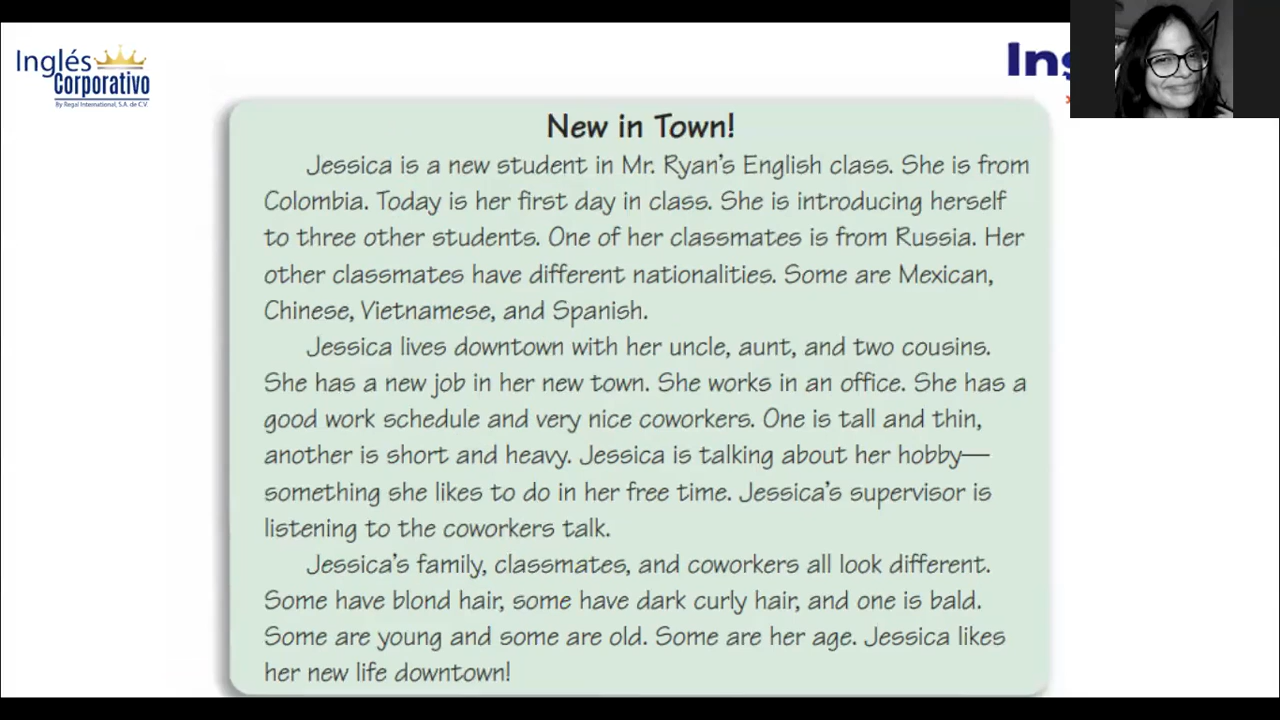 Inglés
Corporativo
By Regal International, S.A. de C.V.
New in Town!
Jessica is a new student in Mr. Ryan's English class. She is from
Colombia. Today is her first day in class. She is introducing herself
to three other students. One of her classmates is from Russia. Her
other classmates have different nationalities. Some are Mexican,
Chinese, Vietnamese, and Spanish.
Jessica lives downtown with her uncle, aunt, and two cousins.
She has a new job in her new town. She works in an office. She has a
good work schedule and very nice coworkers. One is tall and thin,
another is short and heavy. Jessica is talking about her hobby—
something she likes to do in her free time. Jessica's supervisor is
listening to the coworkers talk.
Jessica's family, classmates, and coworkers all look different.
Some have blond hair, some have dark curly hair, and one is bald.
Some are young and some are old. Some are her age. Jessica likes
her new life downtown!